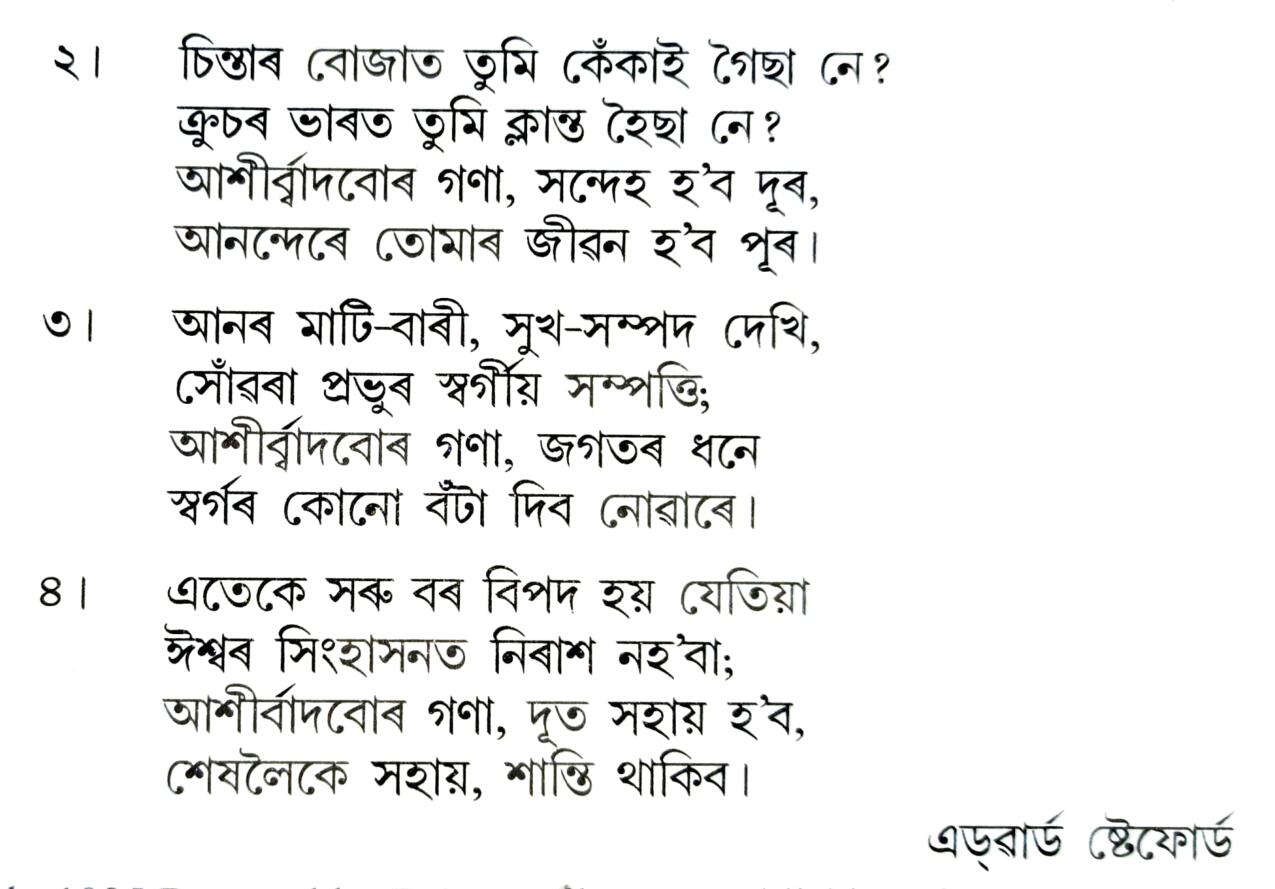 ২। চিন্তাৰ বোজাত তুমি কেঁকাই গৈছা নে?
ক্ৰুচৰ ভাৰত তুমি ক্লান্ত হৈছা নে?
আশীৰ্ব্বাদবোৰ গণা, সন্দেহ হ’ব দূৰ,
আনন্দেৰে তোমাৰ জীৱন হ’ব পূৰ।
৩। আনৰ মাটি-বাৰী, সুখ-সম্পদ দেখি,
সোঁৱৰা প্ৰভুৰ স্বৰ্গীয় সম্পত্তি;
আশীৰ্ব্বাদবোৰ গণা, জগতৰ ধনে
স্বৰ্গৰ কোনো বঁটা দিব নোৱাৰে।
৪। এতেকে সৰু বৰ বিপদ হয় যেতিয়া
ঈশ্বৰ সিংহাসনত নিৰাশ নহ’বা;
আশীৰ্বাদবোৰ গণা, দূত সহায় হ’ব,
শেষলৈকে সহায়, শান্তি থাকিব।
এড্ৱাৰ্ড ষ্টেফোৰ্ড